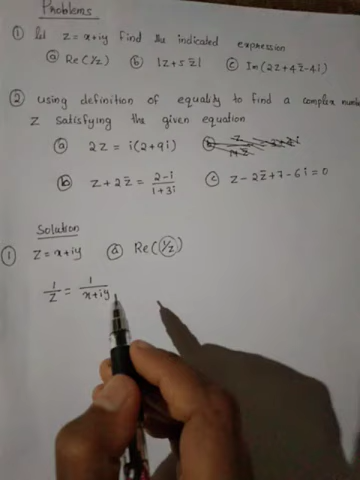 Problems
① let z = x+iy find the indicated expression
ⓐ Re(1/z) ⓑ |z+5z̄| ⓒ Im(2z+4z̄-4i)
② using definition of equality to find a complex number
z satisfying the given equation
ⓐ 2z = i(2+9i)
ⓑ z+2z̄ = (2-i)/(1+3i) ⓒ z-2z̄+7-6i=0
Solution
① z=x+iy ⓐ Re(1/z)
1/z = 1/(x+iy)